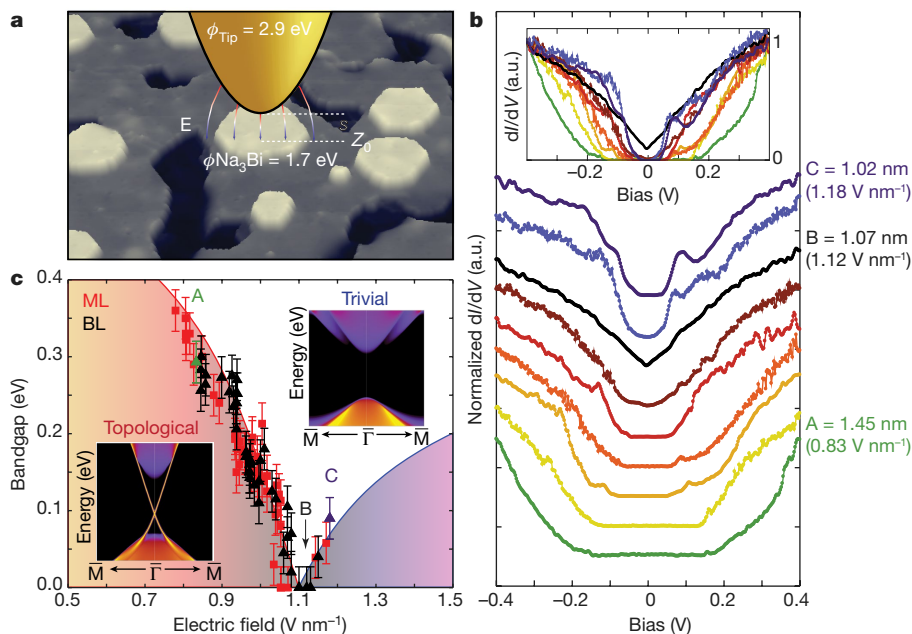 a
ϕTip = 2.9 eV
E
s
Z0
ϕNa3Bi = 1.7 eV
b
dI/dV (a.u.)
1
0
−0.2 0 0.2
Bias (V)
Normalized dI/dV (a.u.)
C = 1.02 nm
(1.18 V nm−1)
B = 1.07 nm
(1.12 V nm−1)
A = 1.45 nm
(0.83 V nm−1)
−0.4 −0.2 0 0.2 0.4
Bias (V)
c
Bandgap (eV)
0.4
0.3
0.2
0.1
0.0
ML
BL
A
B
C
Topological
Energy (eV)
M Γ M
Trivial
Energy (eV)
M Γ M
0.5 0.7 0.9 1.1 1.3 1.5
Electric field (V nm−1)